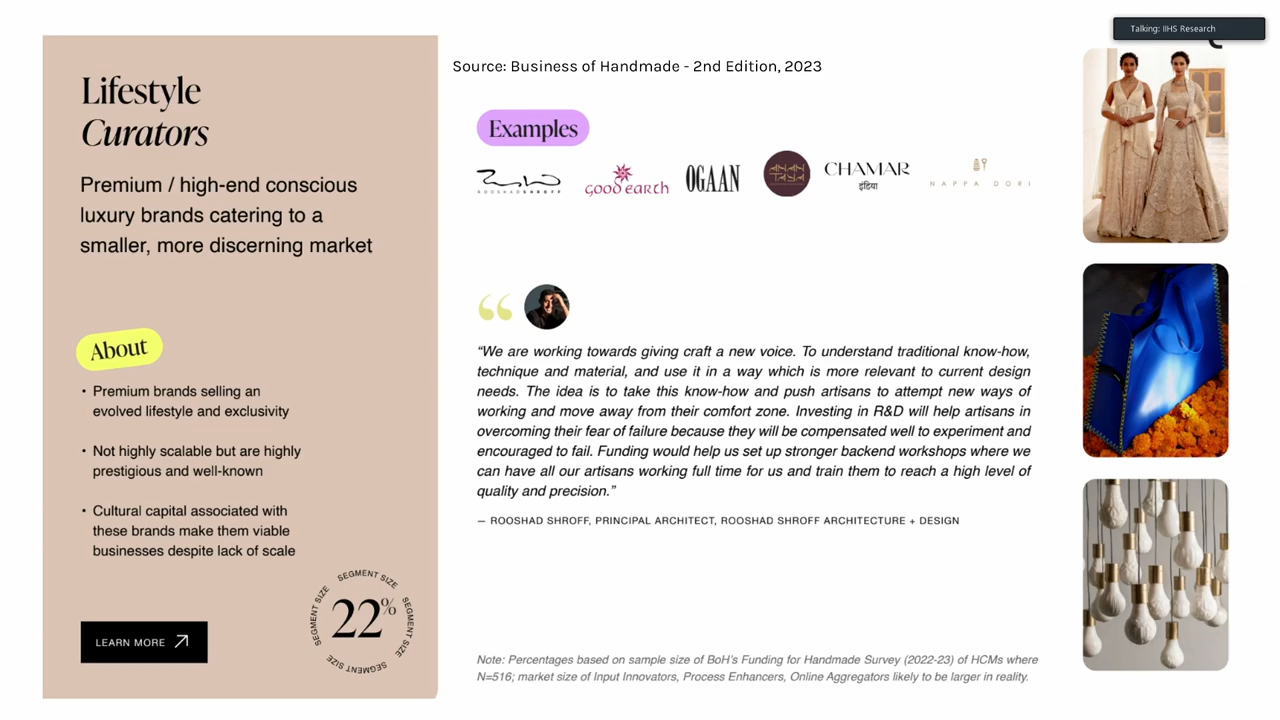 Talking: IIHS Research
Source: Business of Handmade - 2nd Edition, 2023
Lifestyle
Curators
Premium / high-end conscious
luxury brands catering to a
smaller, more discerning market
About
• Premium brands selling an
evolved lifestyle and exclusivity
• Not highly scalable but are highly
prestigious and well-known
• Cultural capital associated with
these brands make them viable
businesses despite lack of scale
LEARN MORE
SEGMENT SIZE SEGMENT SIZE SEGMENT SIZE SEGMENT SIZE
22%
Examples
ROOSHADSHROFF
good earth
OGAAN
ANAN
TAYA
CHAMAR
इंडिया
NAPPA DORI
“We are working towards giving craft a new voice. To understand traditional know-how,
technique and material, and use it in a way which is more relevant to current design
needs. The idea is to take this know-how and push artisans to attempt new ways of
working and move away from their comfort zone. Investing in R&D will help artisans in
overcoming their fear of failure because they will be compensated well to experiment and
encouraged to fail. Funding would help us set up stronger backend workshops where we
can have all our artisans working full time for us and train them to reach a high level of
quality and precision.”
— ROOSHAD SHROFF, PRINCIPAL ARCHITECT, ROOSHAD SHROFF ARCHITECTURE + DESIGN
Note: Percentages based on sample size of BoH's Funding for Handmade Survey (2022-23) of HCMs where
N=516; market size of Input Innovators, Process Enhancers, Online Aggregators likely to be larger in reality.